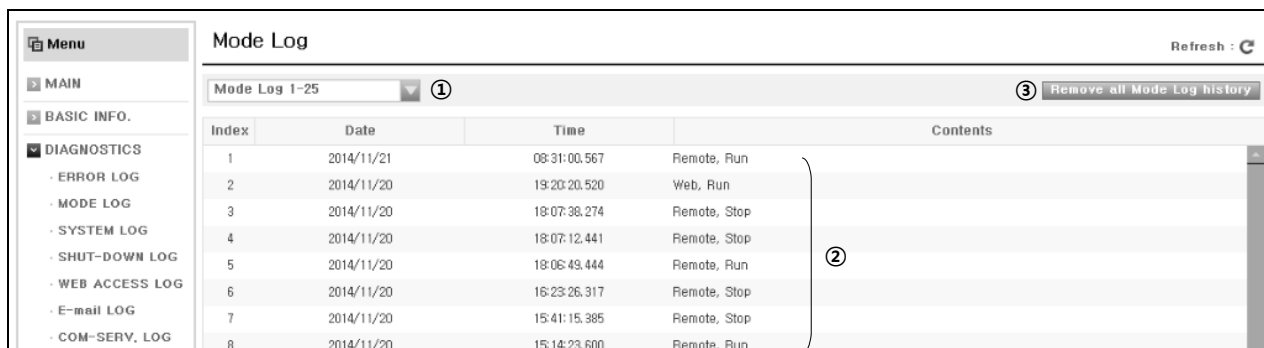 Menu
Mode Log
Refresh :
MAIN
Mode Log 1-25 ①
③ Remove all Mode Log history
BASIC INFO.
Index Date Time Contents
DIAGNOSTICS
1 2014/11/21 08:31:00.567 Remote, Run
ERROR LOG
2 2014/11/20 19:20:20.520 Web, Run
MODE LOG
3 2014/11/20 18:07:38.274 Remote, Stop
SYSTEM LOG
4 2014/11/20 18:07:12.441 Remote, Stop
SHUT-DOWN LOG
5 2014/11/20 18:06:49.444 Remote, Run
②
WEB ACCESS LOG
6 2014/11/20 16:23:26.317 Remote, Stop
E-mail LOG
7 2014/11/20 15:41:15.385 Remote, Stop
COM-SERV, LOG
8 2014/11/20 15:14:23.600 Remote, Run